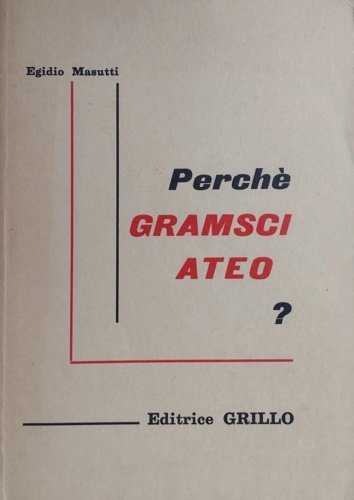 Egidio Masutti
Perchè
GRAMSCI
ATEO
?
Editrice GRILLO